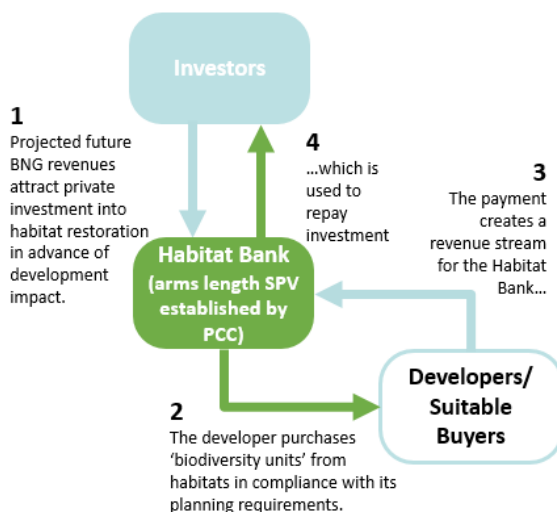 Investors
1
Projected future
BNG revenues
attract private
investment into
habitat restoration
in advance of
development
impact.
4
...which is
used to
repay
investment
3
The payment
creates a
revenue stream
for the Habitat
Bank...
Habitat Bank
(arms length SPV
established by
PCC)
Developers/
Suitable
Buyers
2
The developer purchases
‘biodiversity units’ from
habitats in compliance with its
planning requirements.